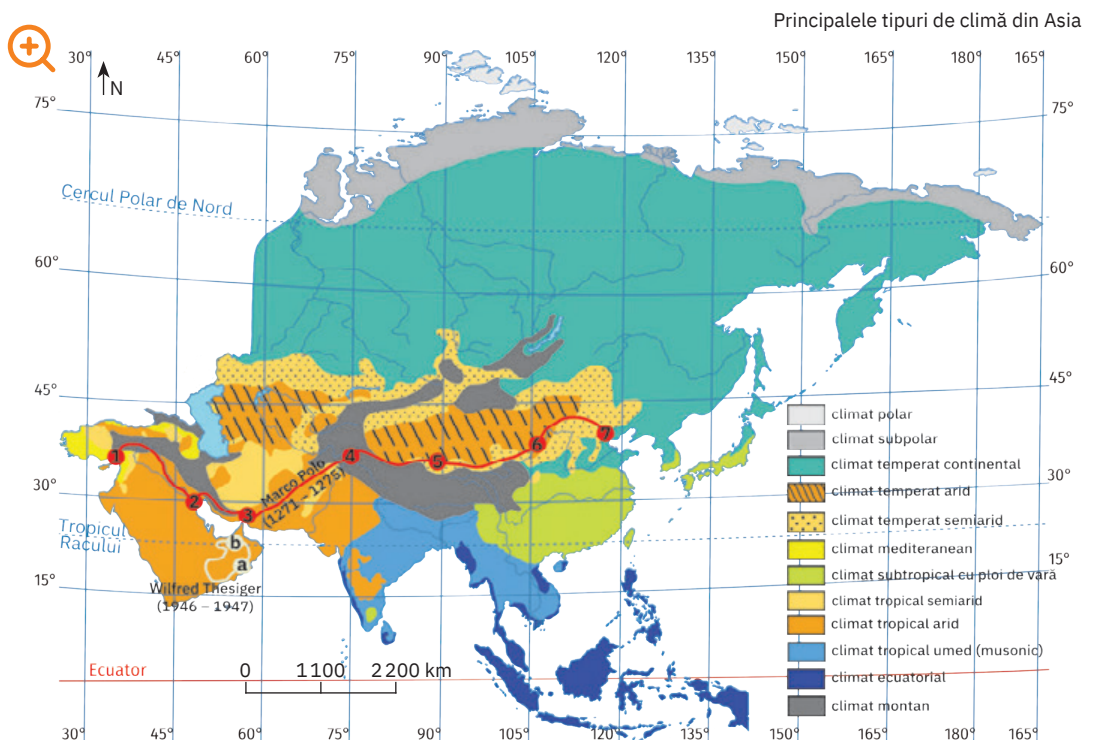 Principalele tipuri de climă din Asia
30° 45° 60° 75° 90° 105° 120° 135° 150° 165° 180° 165°
N
75° 75°
Cercul Polar de Nord
60° 60°
45° 45°
climat polar
climat subpolar
climat temperat continental
climat temperat arid
climat temperat semiarid
climat mediteranean
climat subtropical cu ploi de vară
climat tropical semiarid
climat tropical arid
climat tropical umed (musonic)
climat ecuatorial
climat montan
1 2 3 4 5 6 7
Marco Polo
(1271 – 1275)
30° 30°
Tropicul
Racului
b
a
15° 15°
Wilfred Thesiger
(1946 – 1947)
Ecuator
0 1100 2200 km
30° 45° 60° 75° 90° 105° 120° 135° 150° 165° 180° 165°